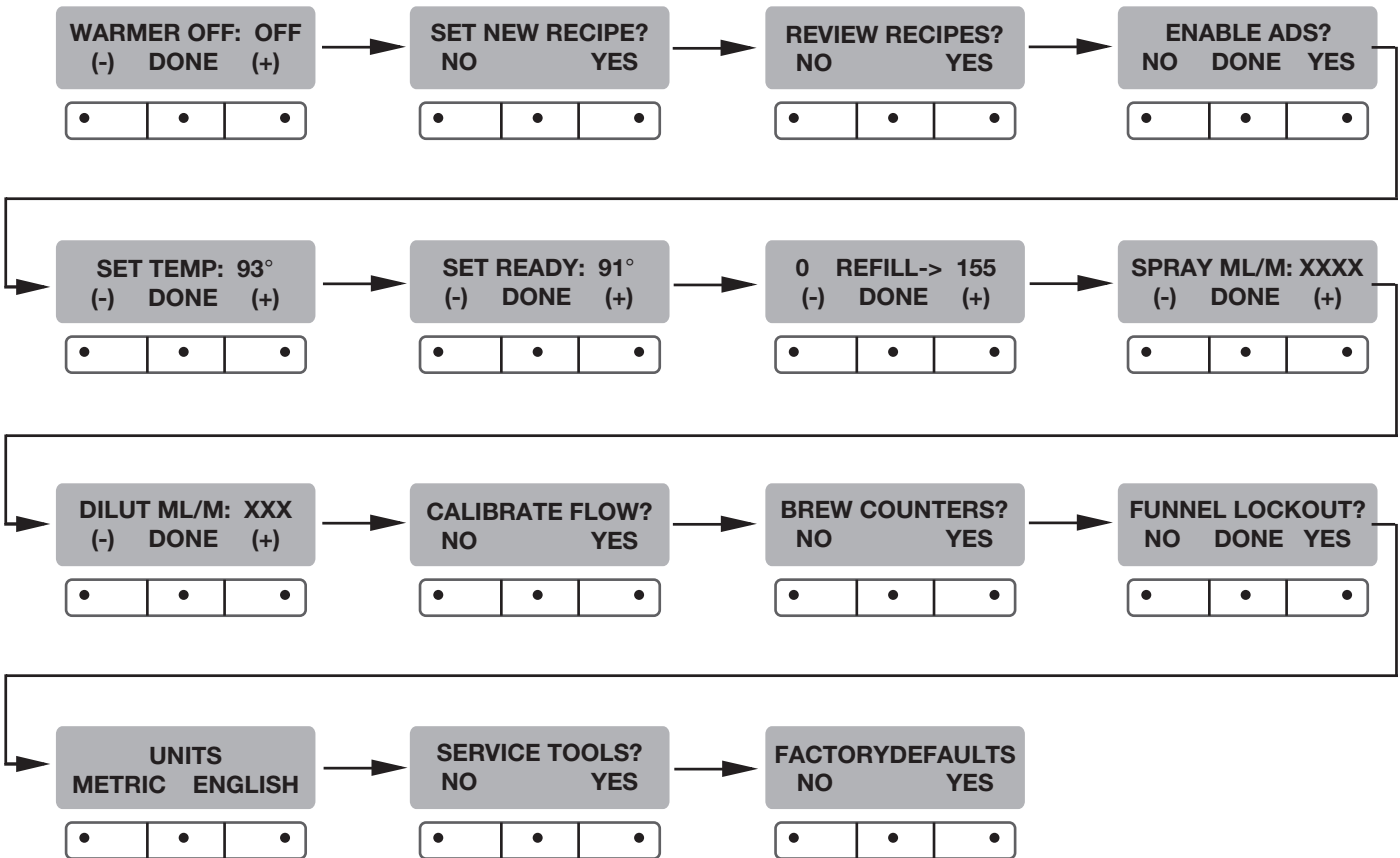 WARMER OFF: OFF
(-) DONE (+)
SET NEW RECIPE?
NO YES
REVIEW RECIPES?
NO YES
ENABLE ADS?
NO DONE YES
SET TEMP: 93°
(-) DONE (+)
SET READY: 91°
(-) DONE (+)
0 REFILL-> 155
(-) DONE (+)
SPRAY ML/M: XXXX
(-) DONE (+)
DILUT ML/M: XXX
(-) DONE (+)
CALIBRATE FLOW?
NO YES
BREW COUNTERS?
NO YES
FUNNEL LOCKOUT?
NO DONE YES
UNITS
METRIC ENGLISH
SERVICE TOOLS?
NO YES
FACTORYDEFAULTS
NO YES